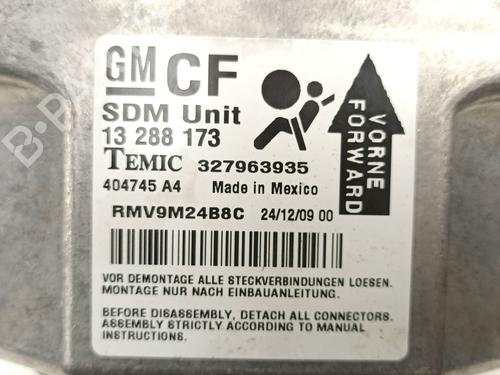 GM CF
SDM Unit
13 288 173
TEMIC 327963935
404745 A4 Made in Mexico
VORNE
FORWARD
RMV9M24B8C 24/12/09 00
VOR DEMONTAGE ALLE STECKVERBINDUNGEN LOESEN.
MONTAGE NUR NACH EINBAUANLEITUNG.
BEFORE DISASSEMBLY, DETACH ALL CONNECTORS.
ASSEMBLY STRICTLY ACCORDING TO MANUAL
INSTRUCTIONS.
B-PARTS